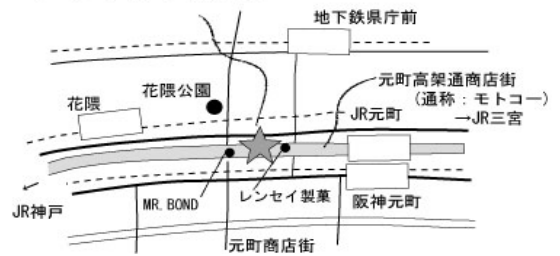 地下鉄県庁前
元町高架通商店街
(通称：モトコー)
花隈公園
花隈
JR元町
→JR三宮
JR神戸
MR. BOND
レンセイ製菓
阪神元町
元町商店街